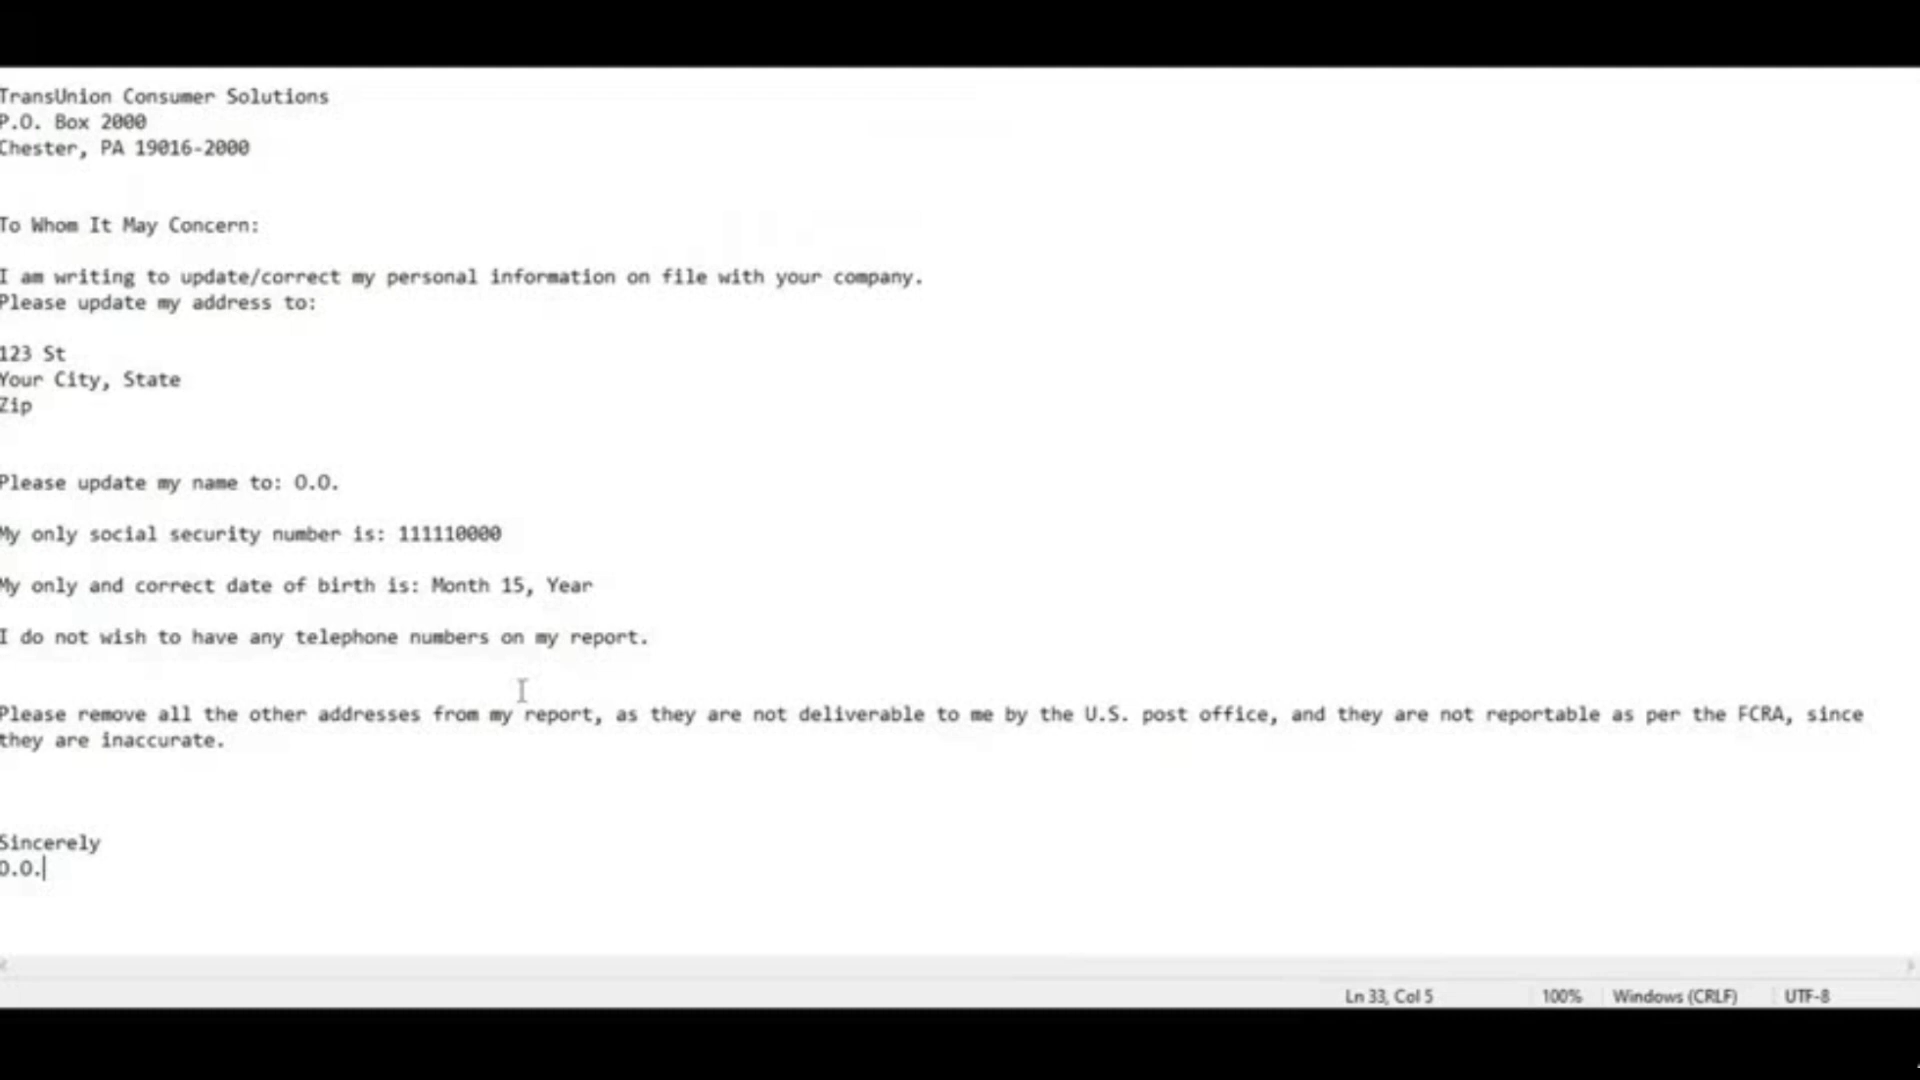 TransUnion Consumer Solutions
P.O. Box 2000
Chester, PA 19016-2000
To Whom It May Concern:
I am writing to update/correct my personal information on file with your company.
Please update my address to:
123 St
Your City, State
Zip
Please update my name to: O.O.
My only social security number is: 111110000
My only and correct date of birth is: Month 15, Year
I do not wish to have any telephone numbers on my report.
Please remove all the other addresses from my report, as they are not deliverable to me by the U.S. post office, and they are not reportable as per the FCRA, since
they are inaccurate.
Sincerely
O.O.
Ln 33, Col 5 100% Windows (CRLF) UTF-8